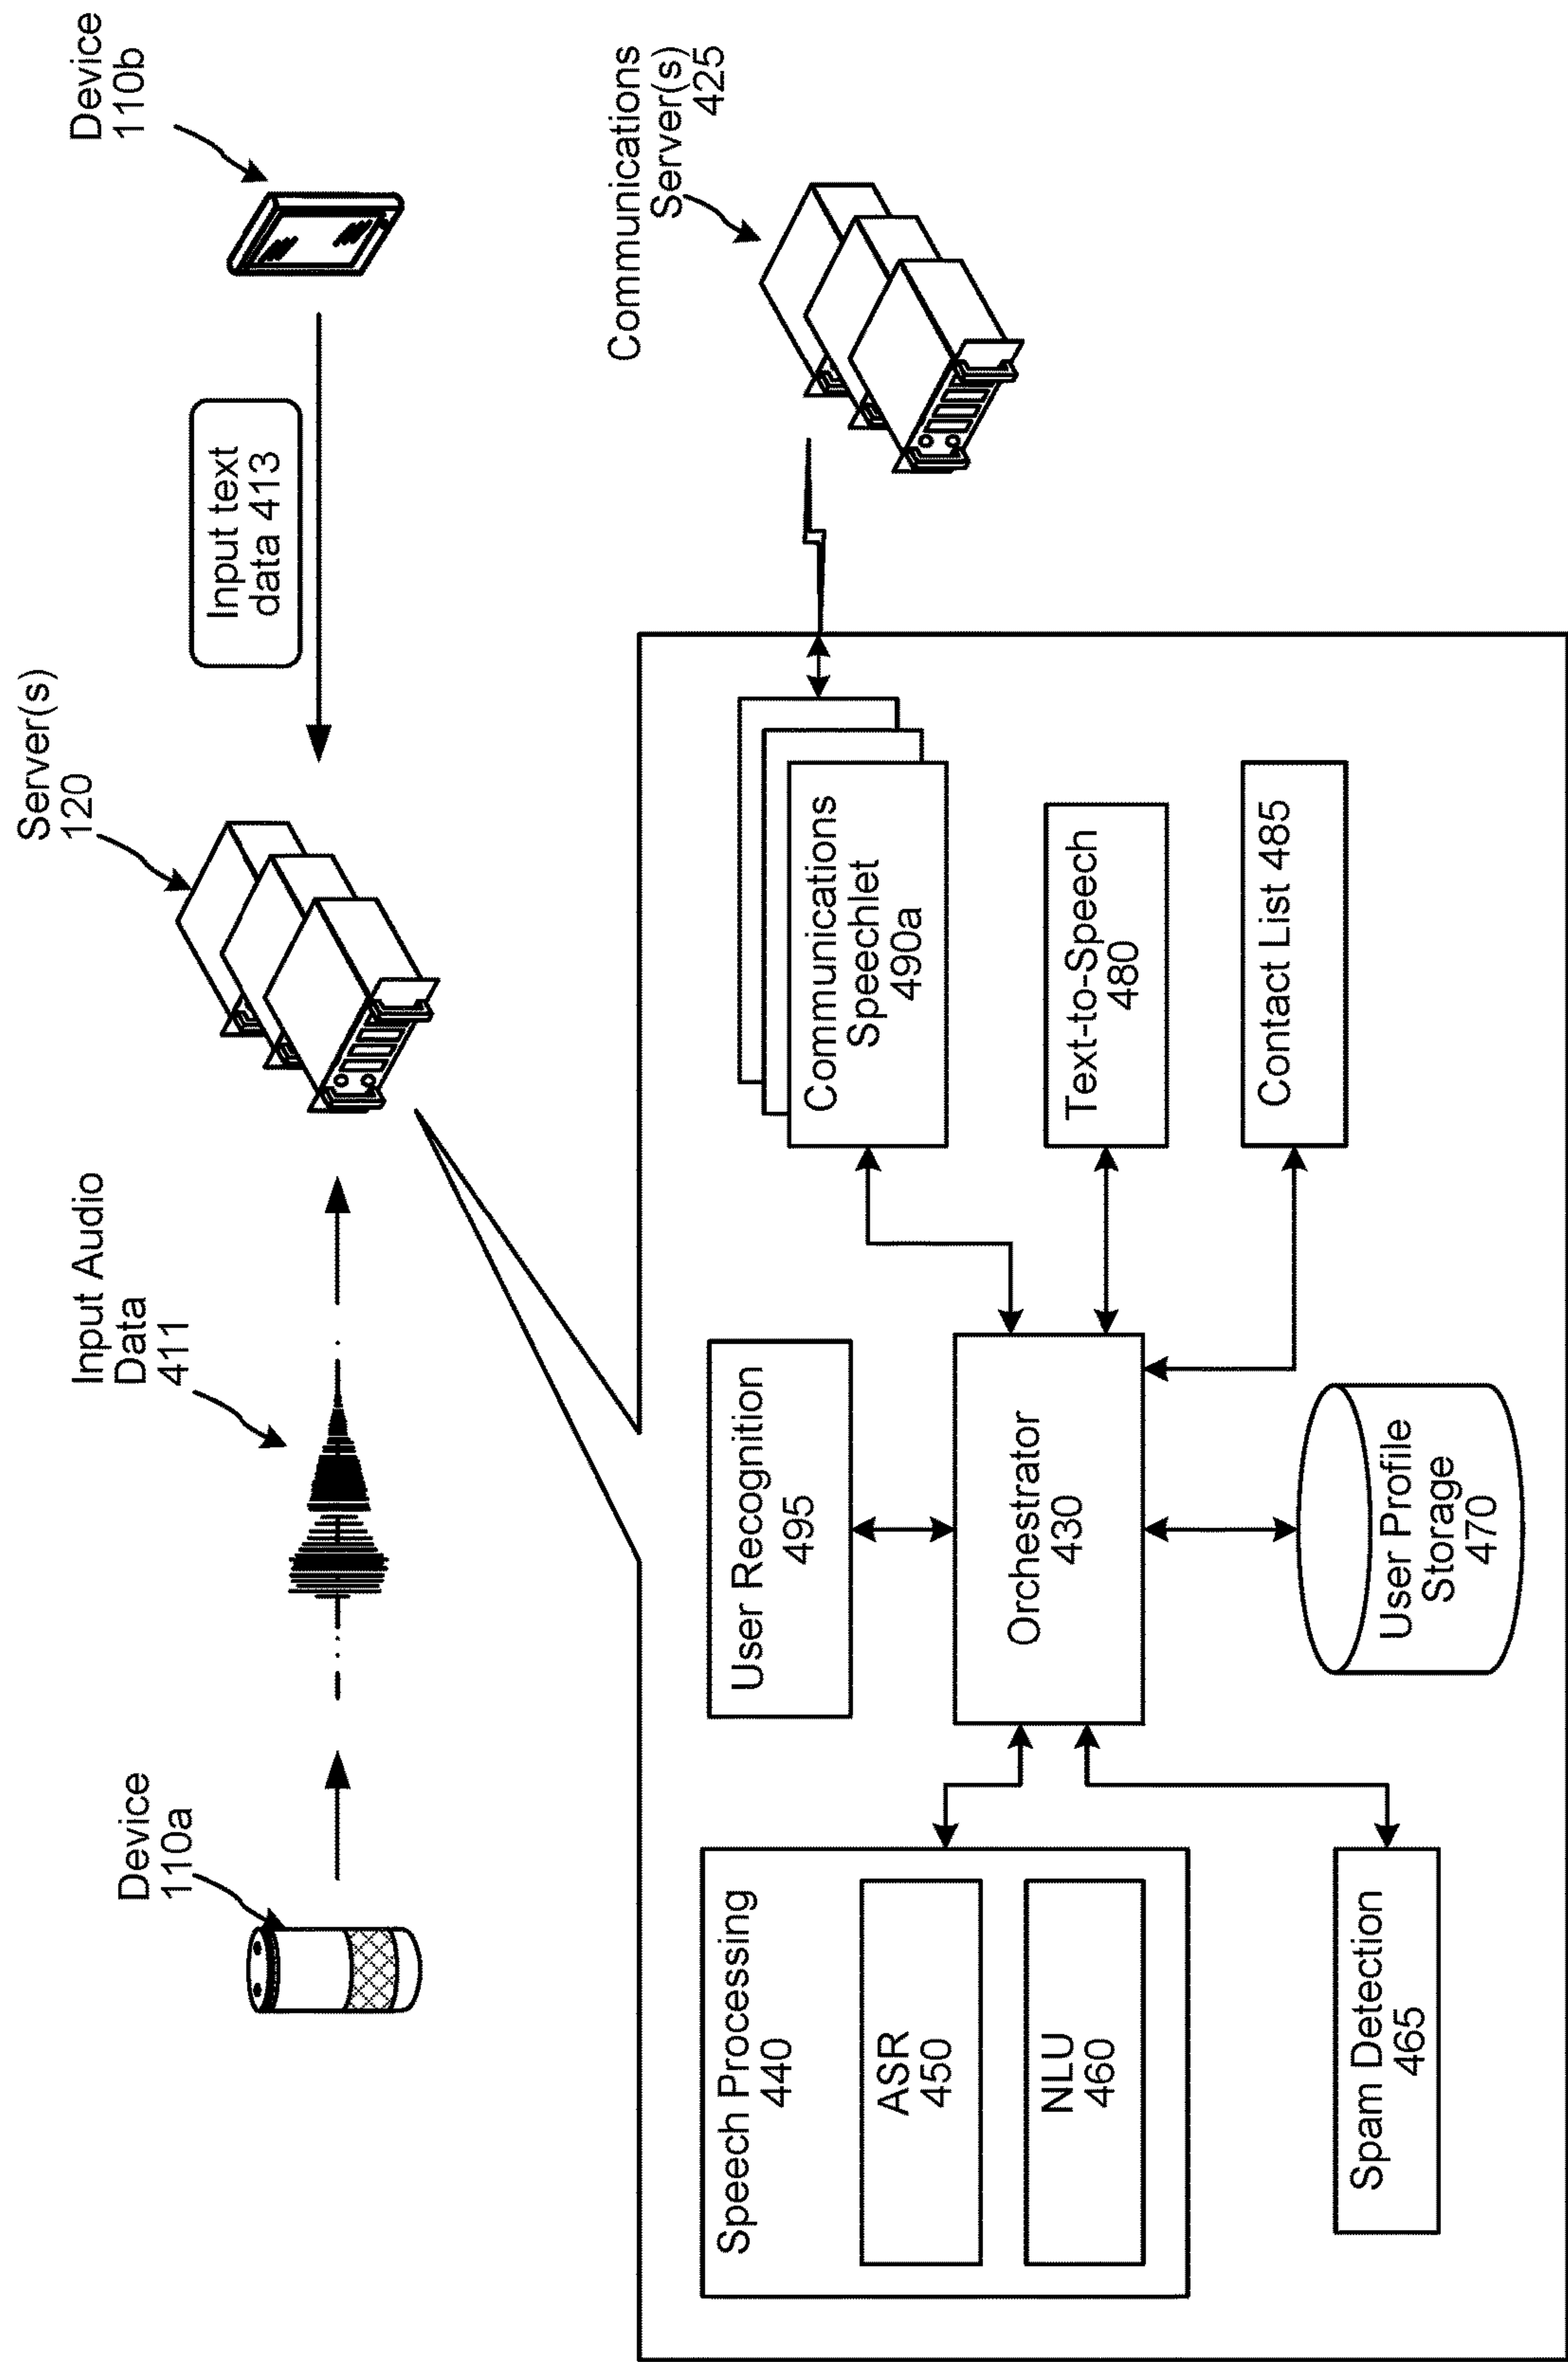 Device
110a
Input Audio
Data
411
Server(s)
120
Input text
data 413
Device
110b
Communications
Server(s)
425
Speech Processing
440
ASR
450
NLU
460
Spam Detection
465
User Recognition
495
Orchestrator
430
User Profile
Storage
470
Communications
Speechlet
490a
Text-to-Speech
480
Contact List 485